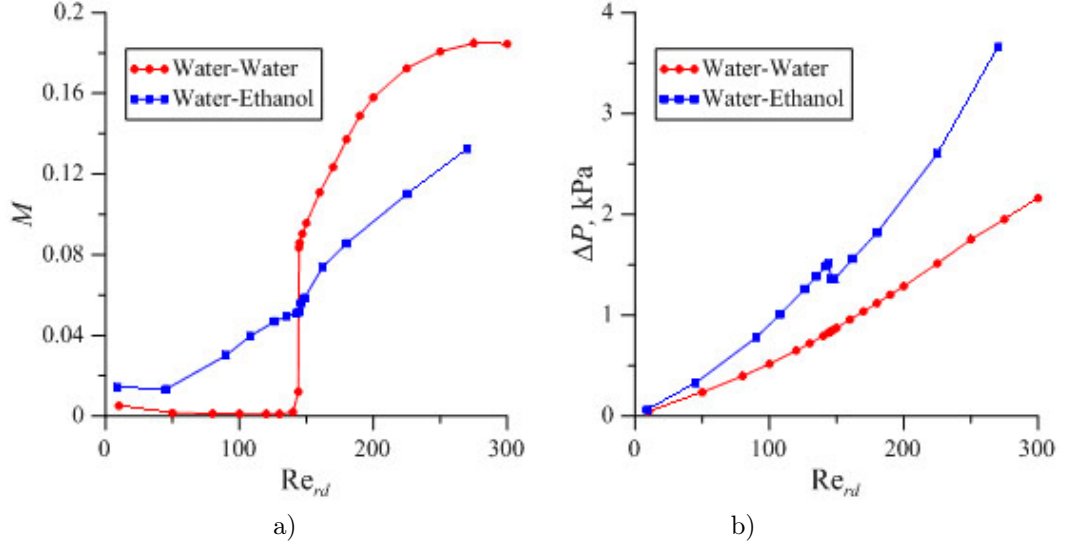 0.2
0.16
0.12
0.08
0.04
0
M
Water-Water
Water-Ethanol
0 100 200 300
Re_rd
a)
4
3
2
1
0
ΔP, kPa
Water-Water
Water-Ethanol
0 100 200 300
Re_rd
b)